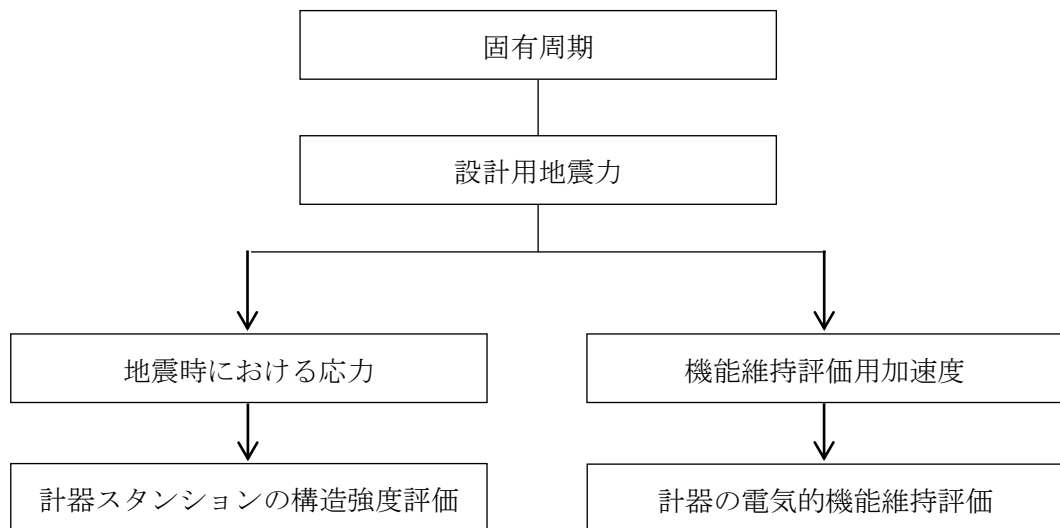 固有周期
設計用地震力
地震時における応力
機能維持評価用加速度
計器スタンションの構造強度評価
計器の電気的機能維持評価